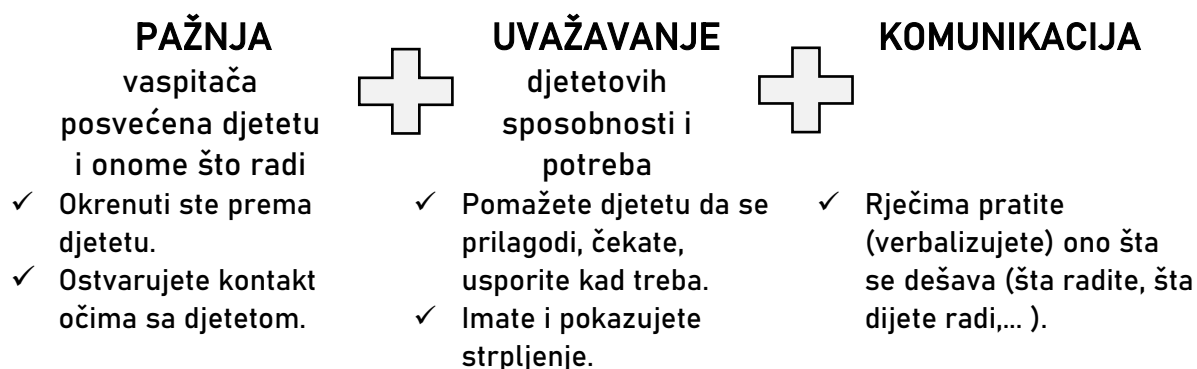 PAŽNJA
vaspitača
posvećena djetetu
i onome što radi
✓ Okrenuti ste prema
djetetu.
✓ Ostvarujete kontakt
očima sa djetetom.
UVAŽAVANJE
djetetovih
sposobnosti i
potreba
✓ Pomažete djetetu da se
prilagodi, čekate,
usporite kad treba.
✓ Imate i pokazujete
strpljenje.
KOMUNIKACIJA
✓ Rječima pratite
(verbalizujete) ono šta
se dešava (šta radite, šta
dijete radi,... ).